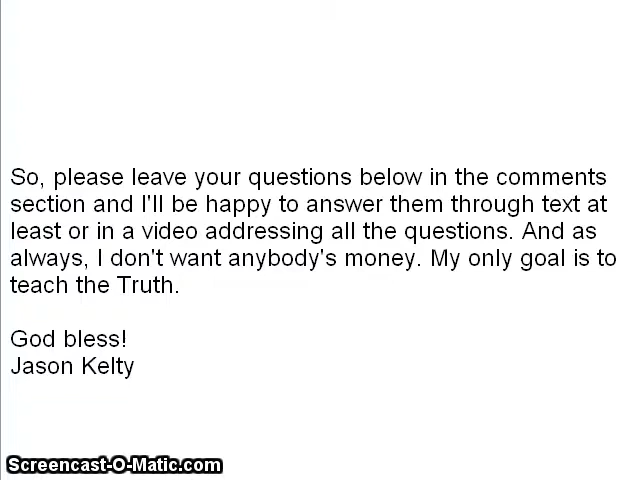 So, please leave your questions below in the comments
section and I'll be happy to answer them through text at
least or in a video addressing all the questions. And as
always, I don't want anybody's money. My only goal is to
teach the Truth.
God bless!
Jason Kelty
Screencast-O-Matic.com